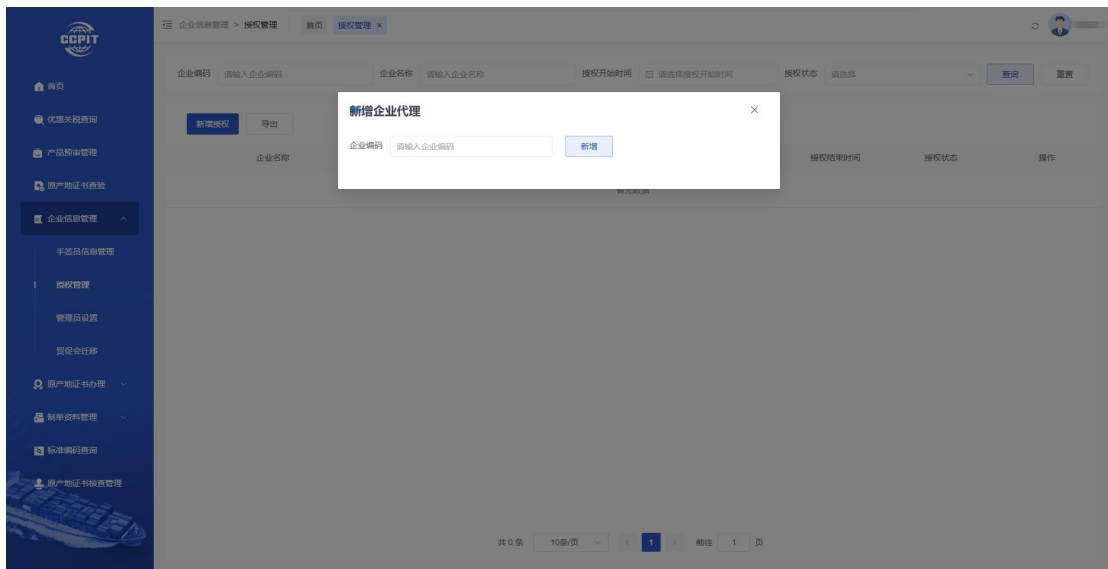 CCPIT
企业信息管理 > 授权管理 首页 授权管理 ×
首页
优惠关税查询
产品预审管理
原产地证书查验
企业信息管理
手签员信息管理
授权管理
管理员设置
贸促会迁移
原产地证书办理
制单资料管理
标准编码查询
原产地证书核查管理
企业编码 请输入企业编码 企业名称 请输入企业名称 授权开始时间 请选择授权开始时间 授权状态 请选择 查询 重置
新增授权 导出
企业名称 授权结束时间 授权状态 操作
暂无数据
新增企业代理 ×
企业编码 请输入企业编码 新增
共 0 条 10条/页 < 1 > 前往 1 页